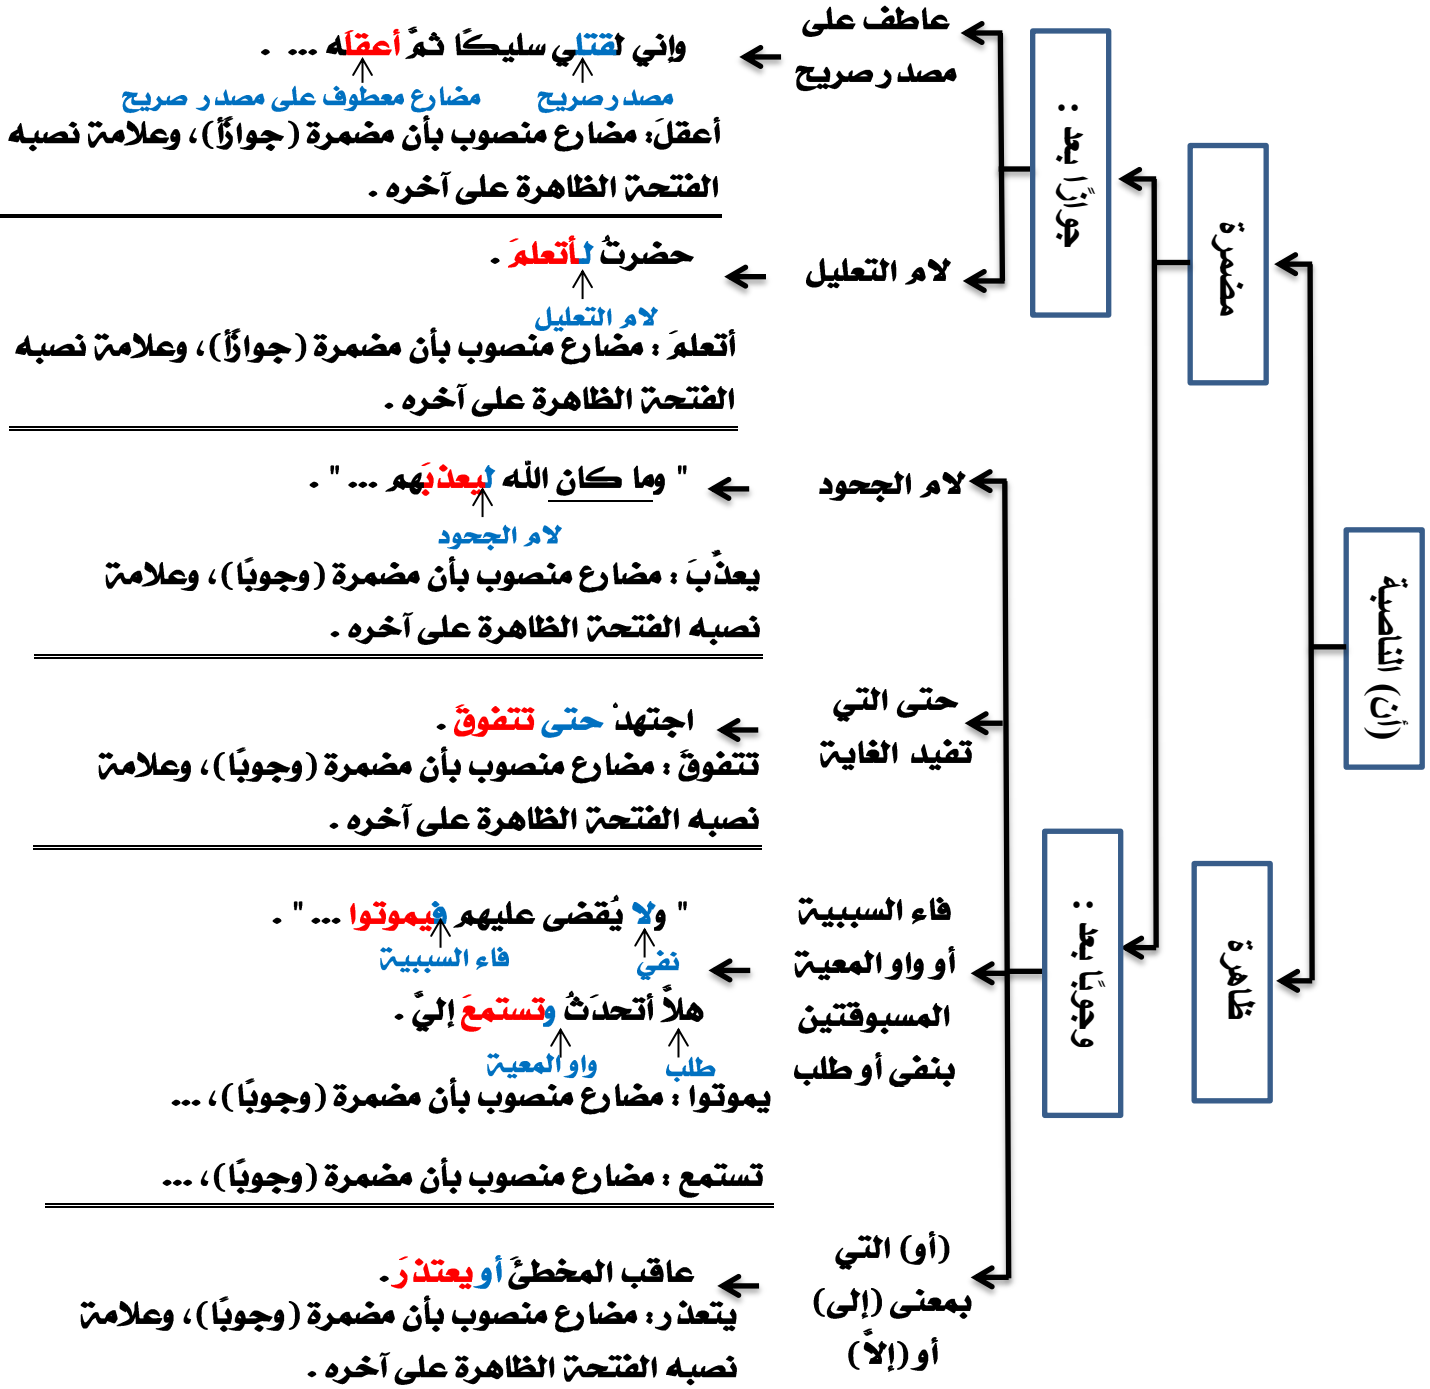 (أن) الناصبة
مضمرة
ظاهرة
جوازًا بعد :
عاطف على
مصدر صريح
وإني لقتلي سليكًا ثمَّ أعقلَه ... .
مصدر صريح
مضارع معطوف على مصدر صريح
أعقلَ: مضارع منصوب بأن مضمرة (جوازًا)، وعلامة نصبه
الفتحة الظاهرة على آخره .
لام التعليل
حضرتُ لـأتعلمَ .
لام التعليل
أتعلمَ : مضارع منصوب بأن مضمرة (جوازًا)، وعلامة نصبه
الفتحة الظاهرة على آخره .
وجوبًا بعد :
لام الجحود
" وما كان الله ليعذبَهم ... " .
لام الجحود
يعذِّبَ : مضارع منصوب بأن مضمرة (وجوبًا)، وعلامة
نصبه الفتحة الظاهرة على آخره .
حتى التي
تفيد الغاية
اجتهدْ حتى تتفوقَ .
تتفوقَ : مضارع منصوب بأن مضمرة (وجوبًا)، وعلامة
نصبه الفتحة الظاهرة على آخره .
فاء السببية
أو واو المعية
المسبوقتين
بنفى أو طلب
" ولا يُقضى عليهم فيموتوا ... " .
نفي
فاء السببية
هلاَّ أتحدَثُ وتستمعَ إليَّ .
طلب
واو المعية
يموتوا : مضارع منصوب بأن مضمرة (وجوبًا)، ...
تستمع : مضارع منصوب بأن مضمرة (وجوبًا)، ...
(أو) التي
بمعنى (إلى)
أو (إلاَّ)
عاقب المخطئَ أو يعتذرَ.
يتعذر: مضارع منصوب بأن مضمرة (وجوبًا)، وعلامة
نصبه الفتحة الظاهرة على آخره .